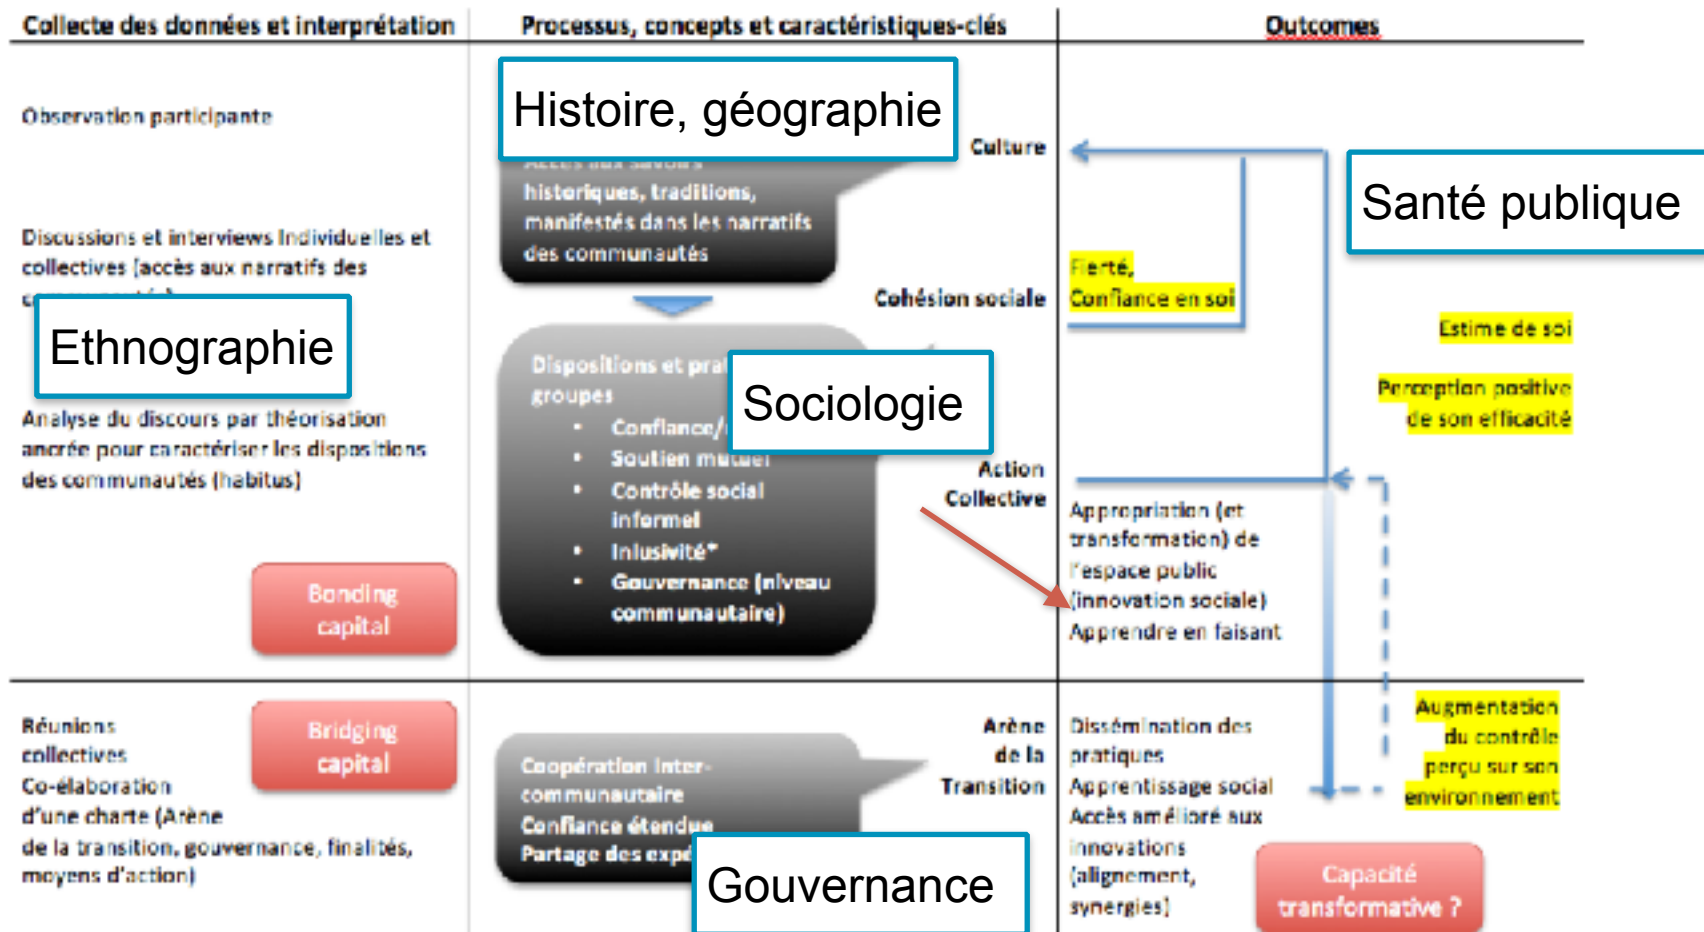 Collecte des données et interprétation
Processus, concepts et caractéristiques-clés
Outcomes
Observation participante
Discussions et interviews Individuelles et
collectives (accès aux narratifs des
Ethnographie
Analyse du discours par théorisation
ancrée pour caractériser les dispositions
des communautés (habitus)
Bonding
capital
Histoire, géographie
Accès aux savoirs
historiques, traditions,
manifestés dans les narratifs
des communautés
Culture
Cohésion sociale
Dispositions et
groupes
Sociologie
• Confiance/
• Soutien mutuel
• Contrôle social
informel
• Inlusivité*
• Gouvernance (niveau
communautaire)
Action
Collective
Santé publique
Fierté,
Confiance en soi
Estime de soi
Perception positive
de son efficacité
Appropriation (et
transformation) de
l'espace public
(innovation sociale)
Apprendre en faisant
Réunions
collectives
Co-élaboration
d'une charte (Arène
de la transition, gouvernance, finalités,
moyens d'action)
Bridging
capital
Coopération Inter-
communautaire
Confiance étendue
Partage des
Gouvernance
Arène
de la
Transition
Dissémination des
pratiques
Apprentissage social
Accès amélioré aux
innovations
(alignement,
synergies)
Augmentation
du contrôle
perçu sur son
environnement
Capacité
transformative ?